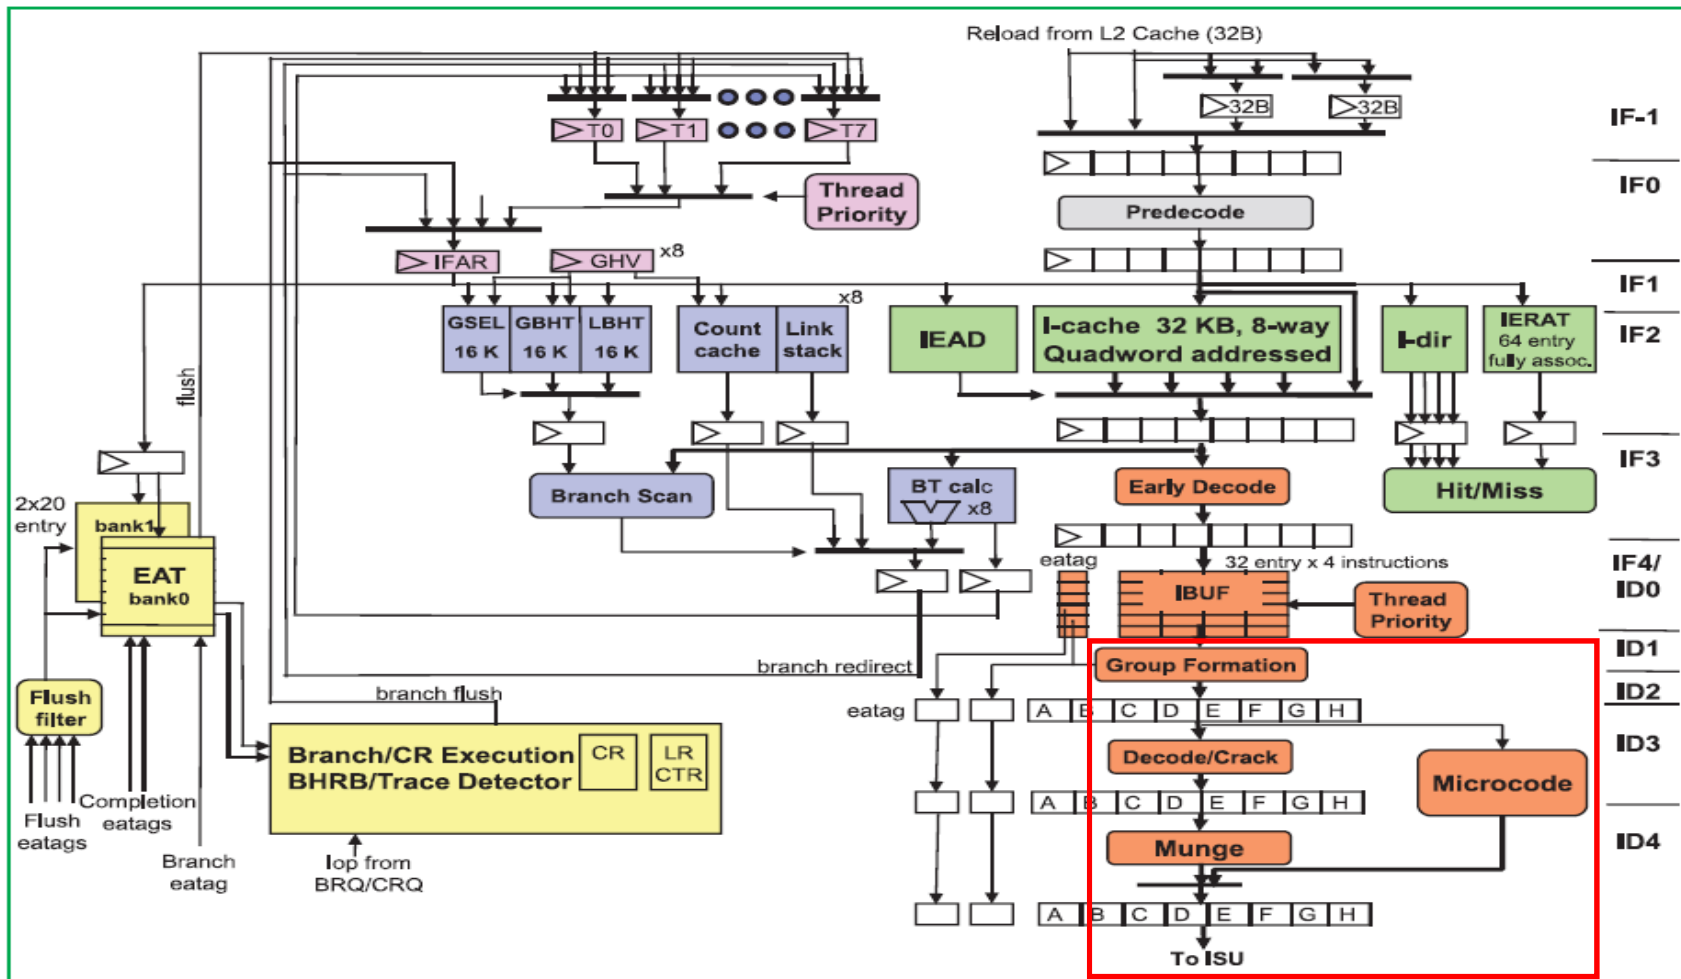 Reload from L2 Cache (32B)
32B
32B
IF-1
T0
T1
T7
IF0
Thread
Priority
Predecode
IFAR
GHV
x8
IF1
x8
GSEL
16 K
GBHT
16 K
LBHT
16 K
Count
cache
Link
stack
IEAD
I-cache 32 KB, 8-way
Quadword addressed
I-dir
IERAT
64 entry
fully assoc.
IF2
flush
IF3
Branch Scan
BT calc
x8
Early Decode
Hit/Miss
2x20
entry
bank1
EAT
bank0
eatag
32 entry x 4 instructions
IBUF
Thread
Priority
IF4/
ID0
branch redirect
Group Formation
ID1
branch flush
Flush
filter
eatag
A B C D E F G H
ID2
Branch/CR Execution
BHRB/Trace Detector
CR
LR
CTR
Decode/Crack
Microcode
ID3
A B C D E F G H
Completion
eatags
Flush
eatags
Branch
eatag
Iop from
BRQ/CRQ
Munge
ID4
A B C D E F G H
To ISU